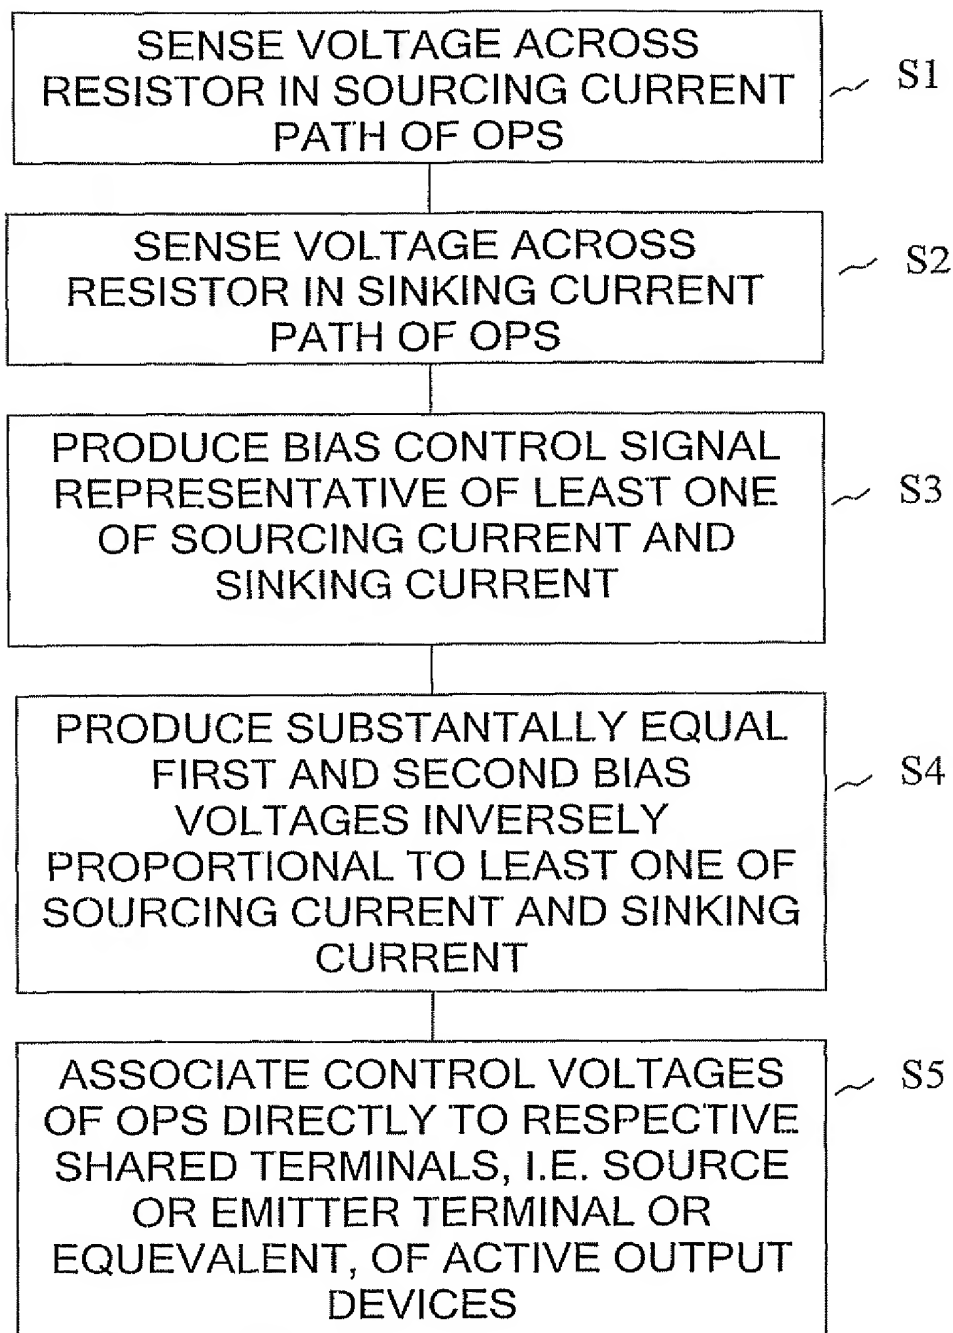 SENSE VOLTAGE ACROSS
RESISTOR IN SOURCING CURRENT
PATH OF OPS
S1
SENSE VOLTAGE ACROSS
RESISTOR IN SINKING CURRENT
PATH OF OPS
S2
PRODUCE BIAS CONTROL SIGNAL
REPRESENTATIVE OF LEAST ONE
OF SOURCING CURRENT AND
SINKING CURRENT
S3
PRODUCE SUBSTANTALLY EQUAL
FIRST AND SECOND BIAS
VOLTAGES INVERSELY
PROPORTIONAL TO LEAST ONE OF
SOURCING CURRENT AND SINKING
CURRENT
S4
ASSOCIATE CONTROL VOLTAGES
OF OPS DIRECTLY TO RESPECTIVE
SHARED TERMINALS, I.E. SOURCE
OR EMITTER TERMINAL OR
EQUEVALENT, OF ACTIVE OUTPUT
DEVICES
S5